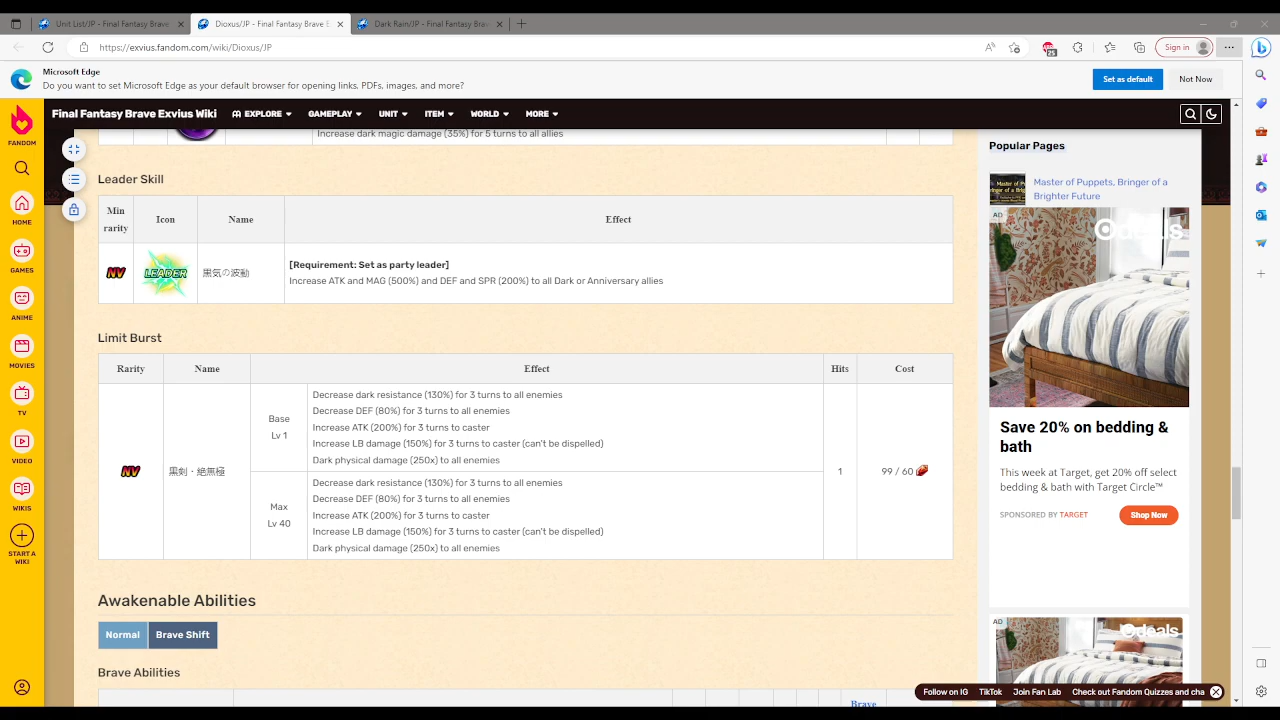 Unit List/JP - Final Fantasy Brave
Dioxus/JP - Final Fantasy Brave E
Dark Rain/JP - Final Fantasy Brav
https://exvius.fandom.com/wiki/Dioxus/JP
25
Sign in
Microsoft Edge
Do you want to set Microsoft Edge as your default browser for opening links, PDFs, images, and more?
Set as default
Not Now
Final Fantasy Brave Exvius Wiki
EXPLORE
GAMEPLAY
UNIT
ITEM
WORLD
MORE
FANDOM
HOME
GAMES
ANIME
MOVIES
TV
VIDEO
WIKIS
START A
WIKI
Increase dark magic damage (35%) for 5 turns to all allies
Leader Skill
Min
rarity
Icon
Name
Effect
NV
LEADER
黒気の波動
[Requirement: Set as party leader]
Increase ATK and MAG (500%) and DEF and SPR (200%) to all Dark or Anniversary allies
Limit Burst
Rarity
Name
Effect
Hits
Cost
NV
黒剣・絶無極
Base
Lv 1
Decrease dark resistance (130%) for 3 turns to all enemies
Decrease DEF (80%) for 3 turns to all enemies
Increase ATK (200%) for 3 turns to caster
Increase LB damage (150%) for 3 turns to caster (can't be dispelled)
Dark physical damage (250x) to all enemies
Max
Lv 40
Decrease dark resistance (130%) for 3 turns to all enemies
Decrease DEF (80%) for 3 turns to all enemies
Increase ATK (200%) for 3 turns to caster
Increase LB damage (150%) for 3 turns to caster (can't be dispelled)
Dark physical damage (250x) to all enemies
1
99 / 60
Awakenable Abilities
Normal
Brave Shift
Brave Abilities
Brave
Popular Pages
Master of Puppets, Bringer of a
Brighter Future
AD
deals
Save 20% on bedding &
bath
This week at Target, get 20% off select
bedding & bath with Target Circle™
SPONSORED BY TARGET
Shop Now
AD
deals
Follow on IG
TikTok
Join Fan Lab
Check out Fandom Quizzes and cha